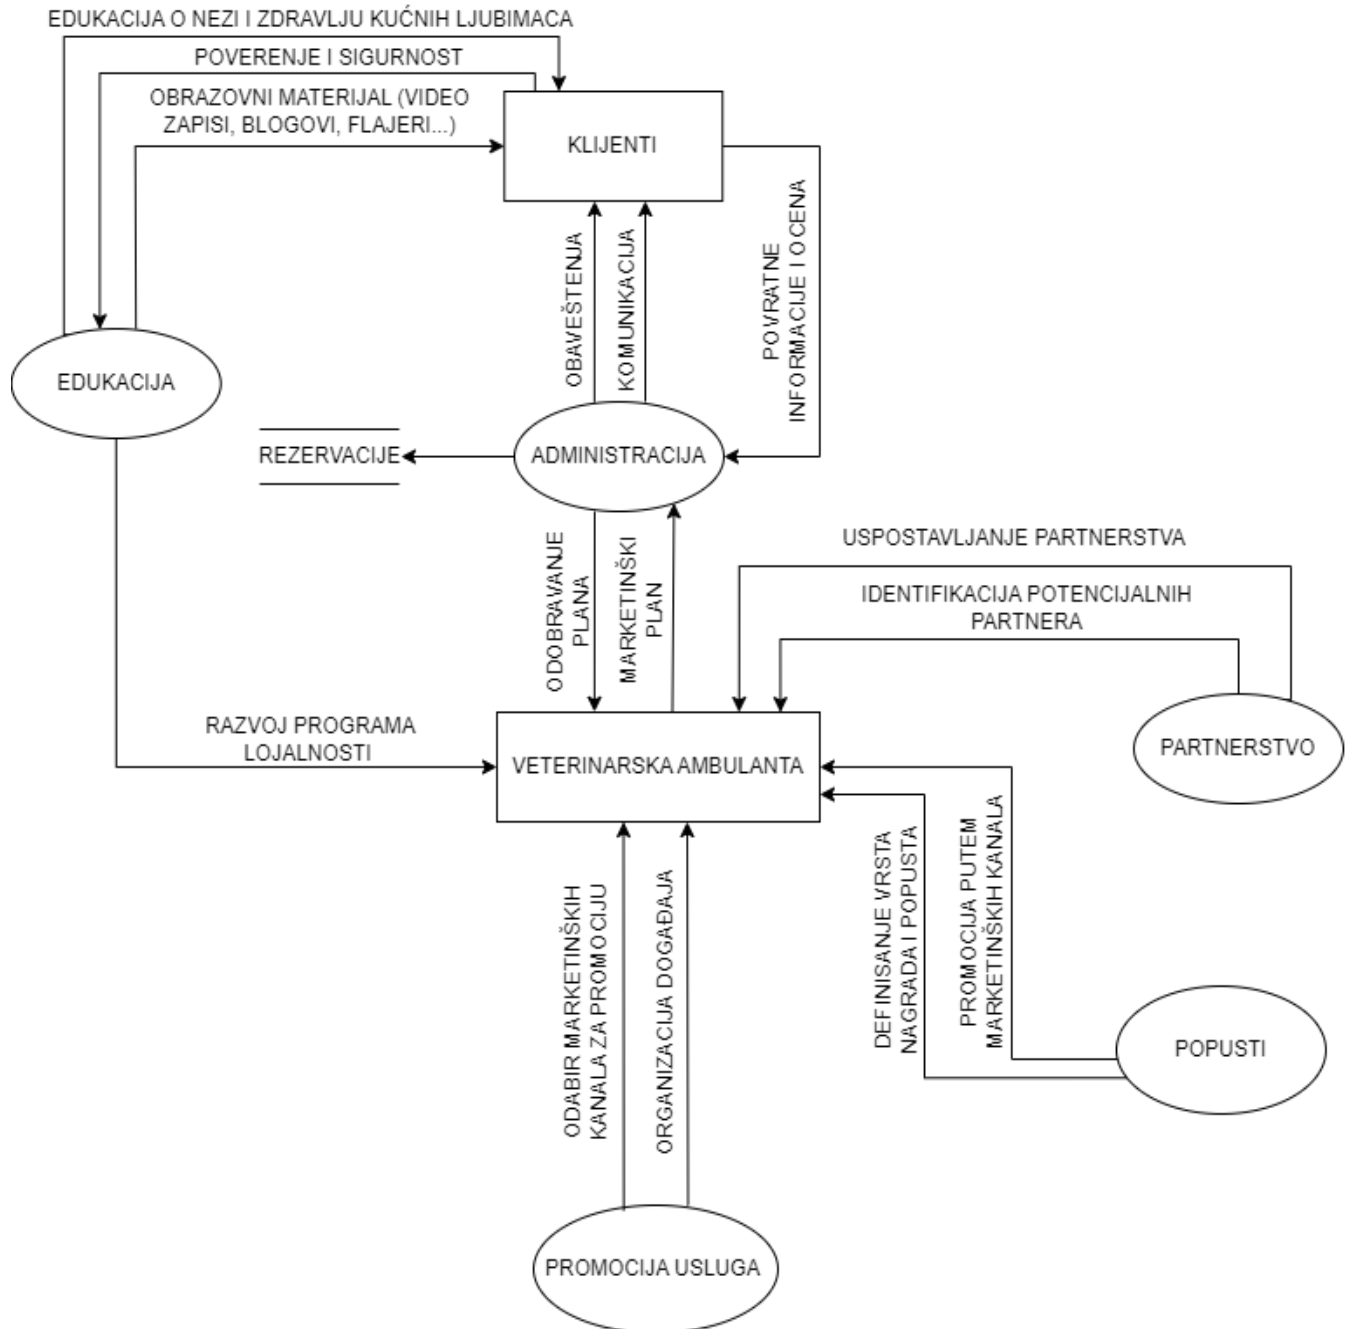 EDUKACIJA O NEZI I ZDRAVLJU KUĆNIH LJUBIMACA
POVERENJE I SIGURNOST
OBRAZOVNI MATERIJAL (VIDEO
ZAPISI, BLOGOVI, FLAJERI...)
KLIJENTI
OBAVEŠTENJA
KOMUNIKACIJA
POVRATNE
INFORMACIJE I OCENA
EDUKACIJA
REZERVACIJE
ADMINISTRACIJA
ODOBRAVANJE
PLANA
MARKETINŠKI
PLAN
USPOSTAVLJANJE PARTNERSTVA
IDENTIFIKACIJA POTENCIJALNIH
PARTNERA
RAZVOJ PROGRAMA
LOJALNOSTI
VETERINARSKA AMBULANTA
PARTNERSTVO
ODABIR MARKETINŠKIH
KANALA ZA PROMOCIJU
ORGANIZACIJA DOGAĐAJA
DEFINISANJE VRSTA
NAGRADA I POPUSTA
PROMOCIJA PUTEM
MARKETINŠKIH KANALA
POPUSTI
PROMOCIJA USLUGA